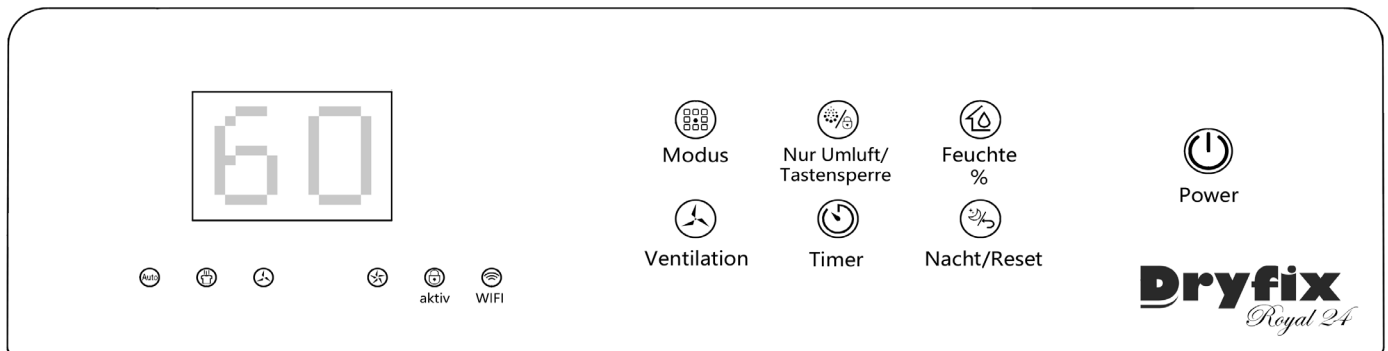 60
Modus
Nur Umluft/
Tastensperre
Feuchte
%
Power
Ventilation
Timer
Nacht/Reset
Auto
aktiv
WIFI
Dryfix
Royal 24